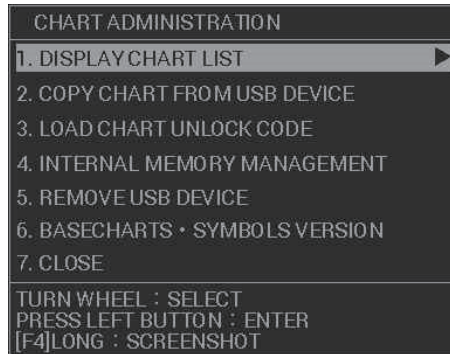 CHART ADMINISTRATION
1. DISPLAY CHART LIST
2. COPY CHART FROM USB DEVICE
3. LOAD CHART UNLOCK CODE
4. INTERNAL MEMORY MANAGEMENT
5. REMOVE USB DEVICE
6. BASECHARTS・SYMBOLS VERSION
7. CLOSE
TURN WHEEL : SELECT
PRESS LEFT BUTTON : ENTER
[F4]LONG : SCREENSHOT